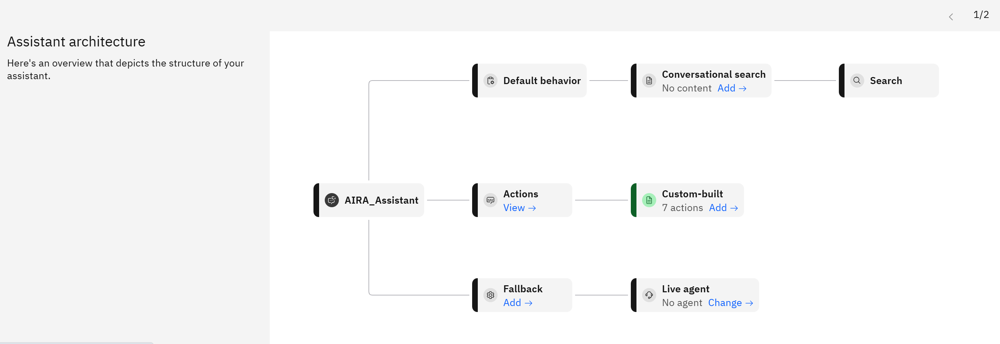 1/2
Assistant architecture
Here's an overview that depicts the structure of your
assistant.
Default behavior
Conversational search
No content Add →
Search
AIRA_Assistant
Actions
View →
Custom-built
7 actions Add →
Fallback
Add →
Live agent
No agent Change →